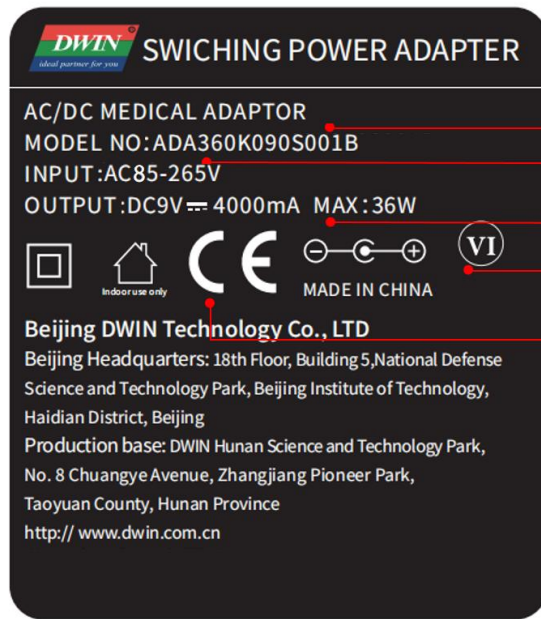 DWIN ®
ideal partner for you
SWICHING POWER ADAPTER
AC/DC MEDICAL ADAPTOR
MODEL NO:ADA360K090S001B
INPUT:AC85-265V
OUTPUT:DC9V⎓4000mA MAX:36W
Indoor use only
CE
VI
MADE IN CHINA
Beijing DWIN Technology Co., LTD
Beijing Headquarters: 18th Floor, Building 5,National Defense
Science and Technology Park, Beijing Institute of Technology,
Haidian District, Beijing
Production base: DWIN Hunan Science and Technology Park,
No. 8 Chuangye Avenue, Zhangjiang Pioneer Park,
Taoyuan County, Hunan Province
http:// www.dwin.com.cn